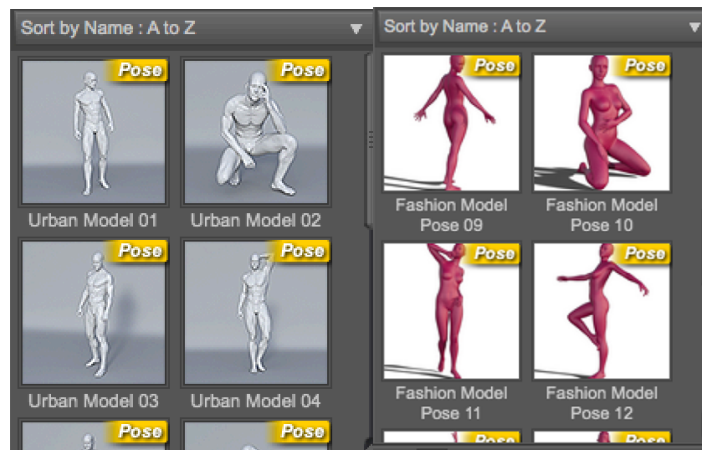 Sort by Name : A to Z
Pose
Pose
Urban Model 01
Urban Model 02
Pose
Pose
Urban Model 03
Urban Model 04
Pose
Pose
Sort by Name : A to Z
Pose
Pose
Fashion Model
Pose 09
Fashion Model
Pose 10
Pose
Pose
Fashion Model
Pose 11
Fashion Model
Pose 12
Pose
Pose